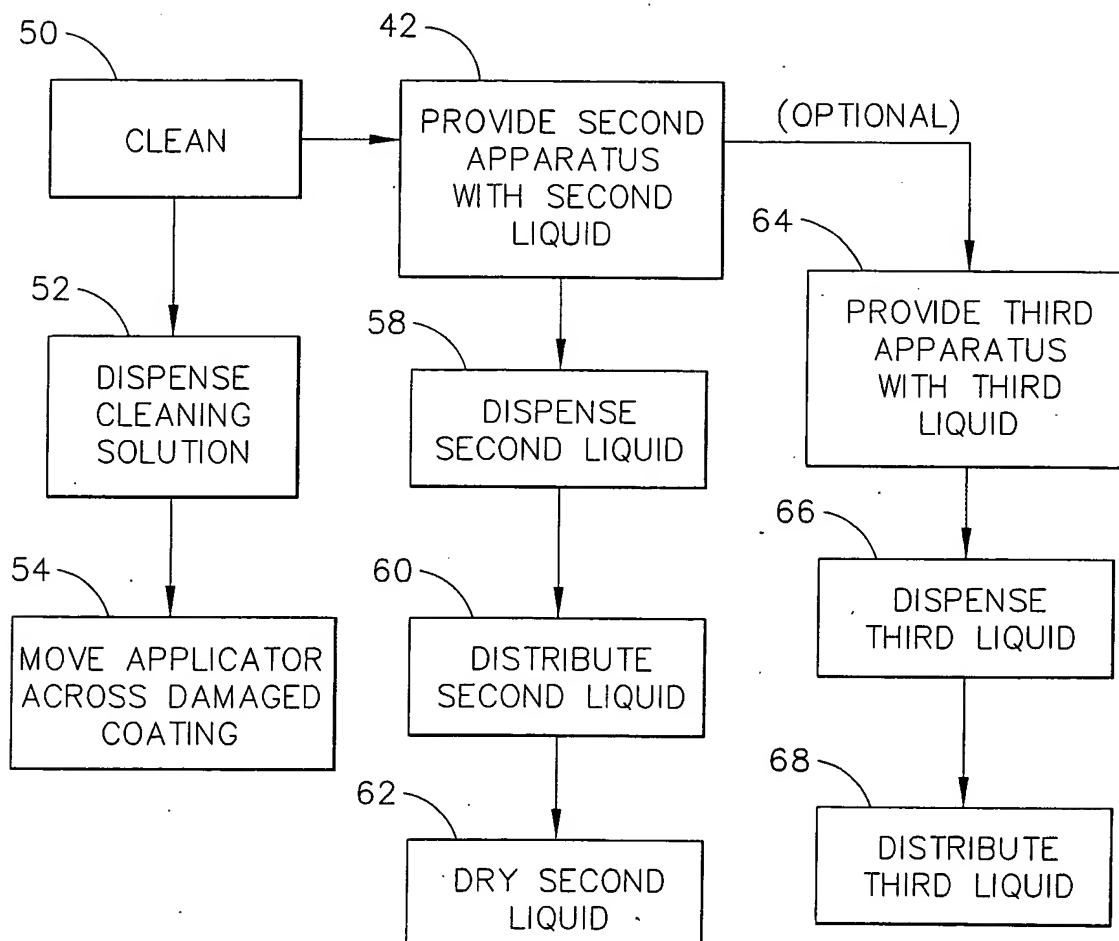 50
CLEAN
52
DISPENSE
CLEANING
SOLUTION
54
MOVE APPLICATOR
ACROSS DAMAGED
COATING
42
PROVIDE SECOND
APPARATUS
WITH SECOND
LIQUID
58
DISPENSE
SECOND LIQUID
60
DISTRIBUTE
SECOND LIQUID
62
DRY SECOND
LIQUID
(OPTIONAL)
64
PROVIDE THIRD
APPARATUS
WITH THIRD
LIQUID
66
DISPENSE
THIRD LIQUID
68
DISTRIBUTE
THIRD LIQUID